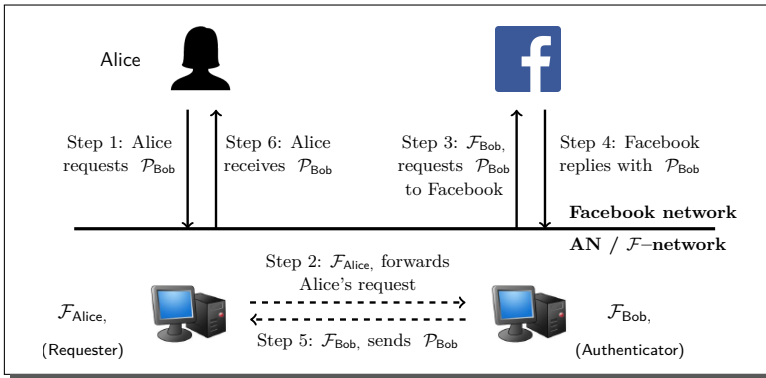 Alice
Step 1: Alice
requests 𝒫Bob
Step 6: Alice
receives 𝒫Bob
Step 3: ℱBob,
requests 𝒫Bob
to Facebook
Step 4: Facebook
replies with 𝒫Bob
Facebook network
AN / ℱ–network
Step 2: ℱAlice, forwards
Alice's request
Step 5: ℱBob, sends 𝒫Bob
ℱAlice,
(Requester)
ℱBob,
(Authenticator)